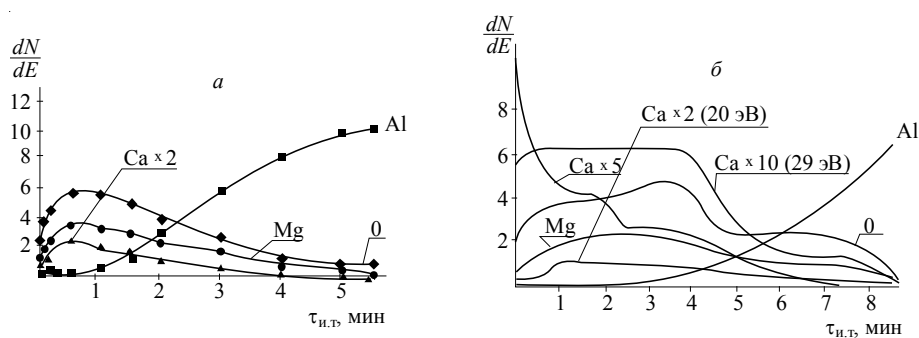 dN
dE
а
12
10
8
6
4
2
Ca × 2
Al
Mg
0
1 2 3 4 5
τи.т, мин
dN
dE
б
8
6
4
2
Ca × 2 (20 эВ)
Al
Ca × 5
Ca × 10 (29 эВ)
Mg
0
1 2 3 4 5 6 7 8
τи.т, мин